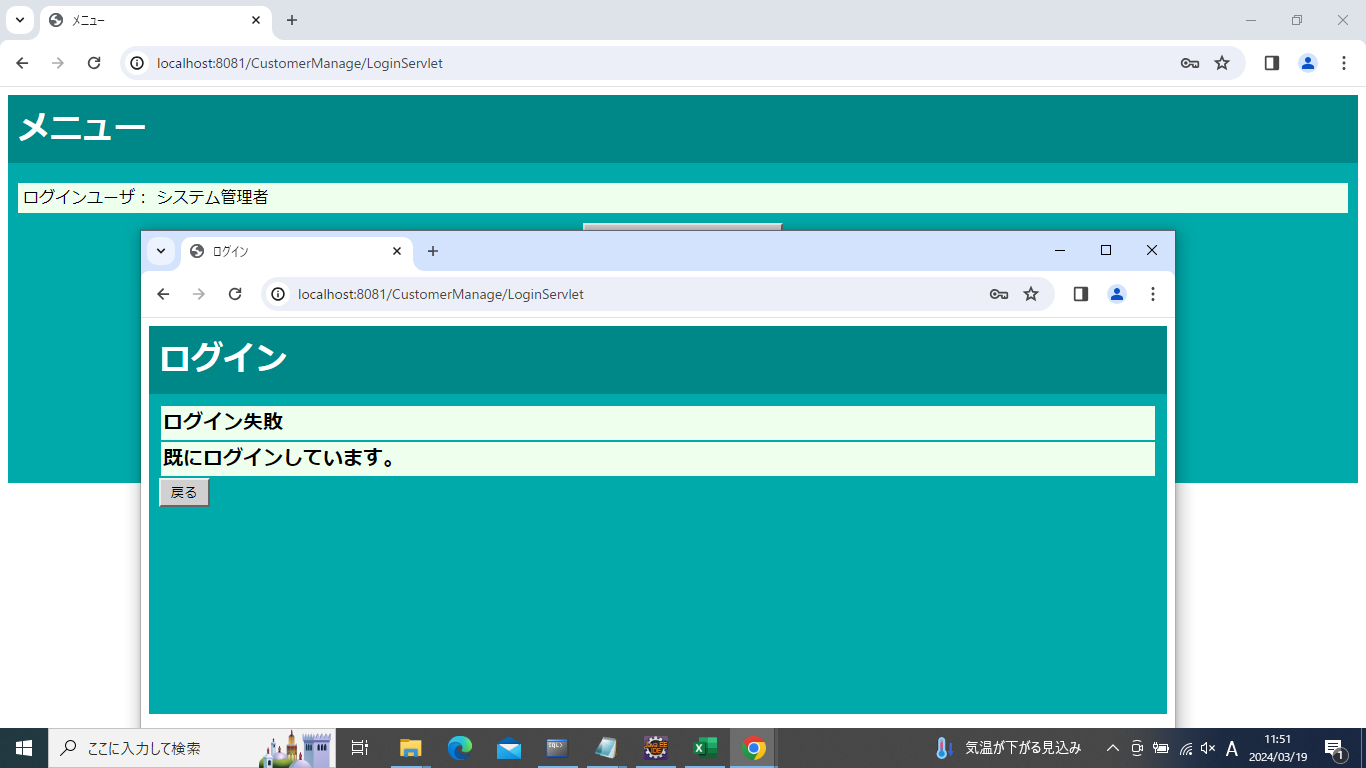 メニュー
localhost:8081/CustomerManage/LoginServlet
メニュー
ログインユーザ： システム管理者
ログイン
localhost:8081/CustomerManage/LoginServlet
ログイン
ログイン失敗
既にログインしています。
戻る
ここに入力して検索
SQL>
Java EE
IDE
気温が下がる見込み
A
11:51
2024/03/19
1